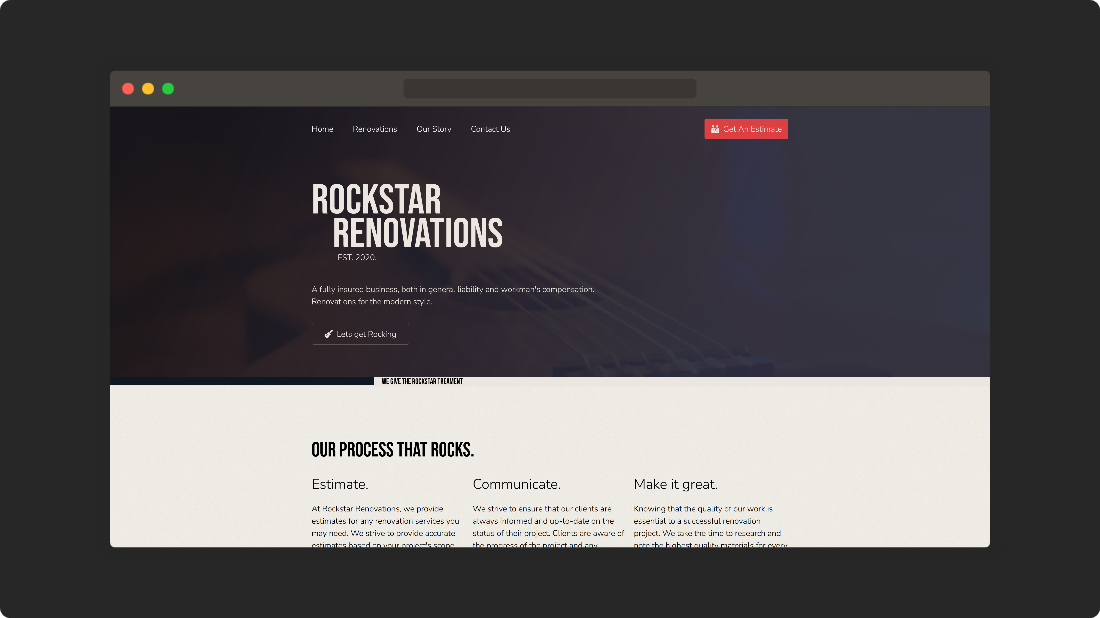 Home Renovations Our Story Contact Us Get An Estimate
ROCKSTAR
RENOVATIONS
EST. 2020.
A fully insured business, both in general liability and workman's compensation.
Renovations for the modern style.
Lets get Rocking
WE GIVE THE ROCKSTAR TREAMENT
OUR PROCESS THAT ROCKS.
Estimate.
At Rockstar Renovations, we provide
estimates for any renovation services you
may need. We strive to provide accurate
estimates based on your project's scope
Communicate.
We strive to ensure that our clients are
always informed and up-to-date on the
status of their project. Clients are aware of
the progress of the project and any
Make it great.
Knowing that the quality of our work is
essential to a successful renovation
project. We take the time to research and
note the highest quality materials for every